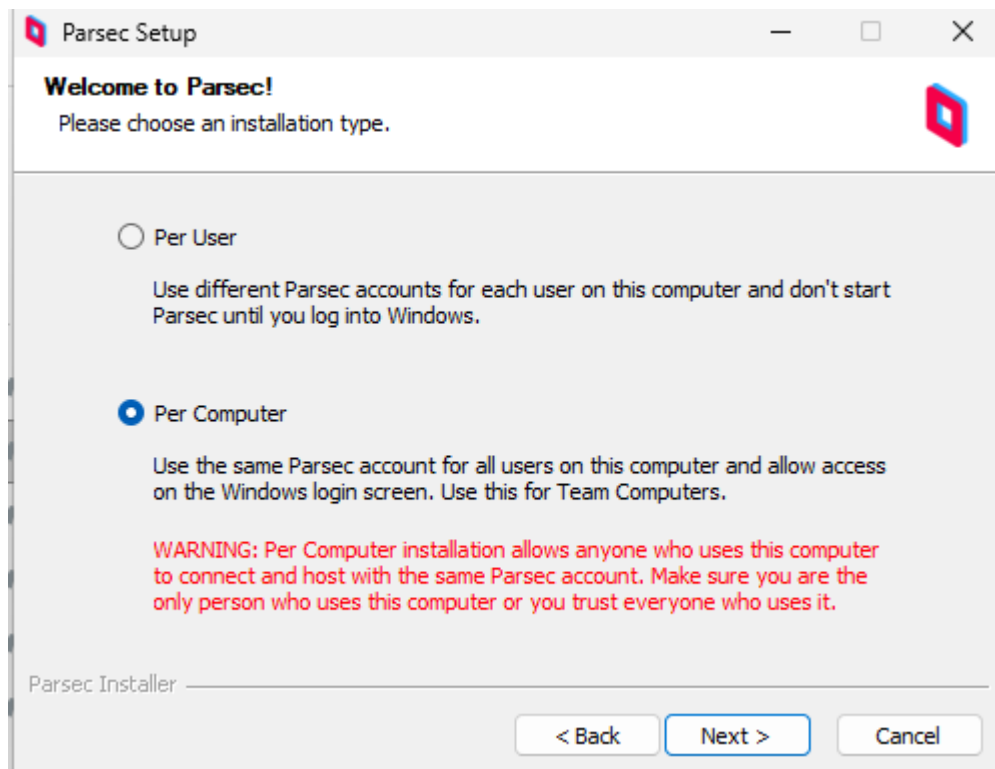 Parsec Setup
Welcome to Parsec!
Please choose an installation type.
Per User
Use different Parsec accounts for each user on this computer and don't start
Parsec until you log into Windows.
Per Computer
Use the same Parsec account for all users on this computer and allow access
on the Windows login screen. Use this for Team Computers.
WARNING: Per Computer installation allows anyone who uses this computer
to connect and host with the same Parsec account. Make sure you are the
only person who uses this computer or you trust everyone who uses it.
Parsec Installer
< Back Next > Cancel